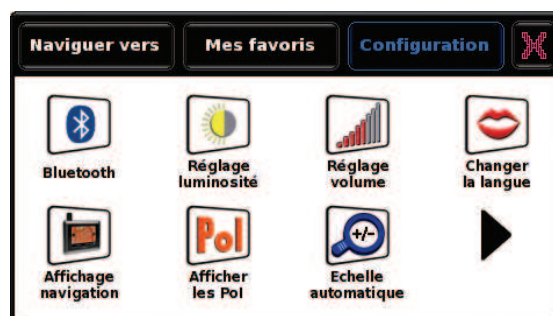 Naviguer vers Mes favoris Configuration
Bluetooth
Réglage luminosité
Réglage volume
Changer la langue
Affichage navigation
PoI
Afficher les PoI
+/-
Echelle automatique